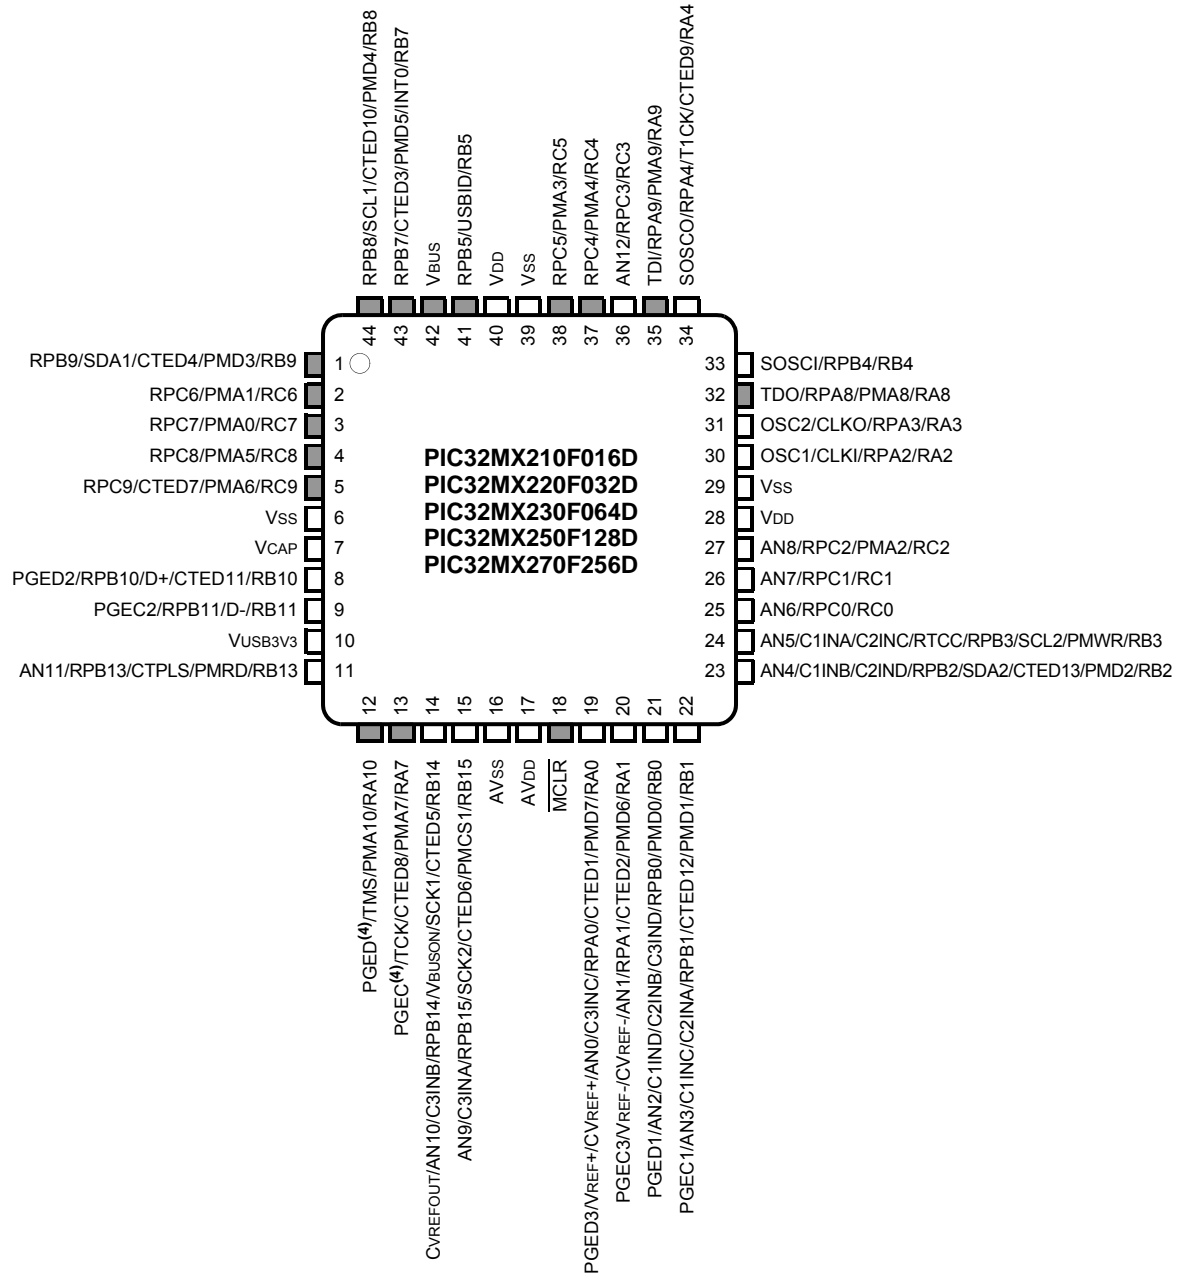 RPB8/SCL1/CTED10/PMD4/RB8
RPB7/CTED3/PMD5/INT0/RB7
VBUS
RPB5/USBID/RB5
VDD
VSS
RPC5/PMA3/RC5
RPC4/PMA4/RC4
AN12/RPC3/RC3
TDI/RPA9/PMA9/RA9
SOSCO/RPA4/T1CK/CTED9/RA4
44
43
42
41
40
39
38
37
36
35
34
RPB9/SDA1/CTED4/PMD3/RB9 1
RPC6/PMA1/RC6 2
RPC7/PMA0/RC7 3
RPC8/PMA5/RC8 4
RPC9/CTED7/PMA6/RC9 5
VSS 6
VCAP 7
PGED2/RPB10/D+/CTED11/RB10 8
PGEC2/RPB11/D-/RB11 9
VUSB3V3 10
AN11/RPB13/CTPLS/PMRD/RB13 11
PIC32MX210F016D
PIC32MX220F032D
PIC32MX230F064D
PIC32MX250F128D
PIC32MX270F256D
33 SOSCI/RPB4/RB4
32 TDO/RPA8/PMA8/RA8
31 OSC2/CLKO/RPA3/RA3
30 OSC1/CLKI/RPA2/RA2
29 VSS
28 VDD
27 AN8/RPC2/PMA2/RC2
26 AN7/RPC1/RC1
25 AN6/RPC0/RC0
24 AN5/C1INA/C2INC/RTCC/RPB3/SCL2/PMWR/RB3
23 AN4/C1INB/C2IND/RPB2/SDA2/CTED13/PMD2/RB2
12
13
14
15
16
17
18
19
20
21
22
PGED(4)/TMS/PMA10/RA10
PGEC(4)/TCK/CTED8/PMA7/RA7
CVREFOUT/AN10/C3INB/RPB14/VBUSON/SCK1/CTED5/RB14
AN9/C3INA/RPB15/SCK2/CTED6/PMCS1/RB15
AVSS
AVDD
MCLR
PGED3/VREF+/CVREF+/AN0/C3INC/RPA0/CTED1/PMD7/RA0
PGEC3/VREF-/CVREF-/AN1/RPA1/CTED2/PMD6/RA1
PGED1/AN2/C1IND/C2INB/C3IND/RPB0/PMD0/RB0
PGEC1/AN3/C1INC/C2INA/RPB1/CTED12/PMD1/RB1